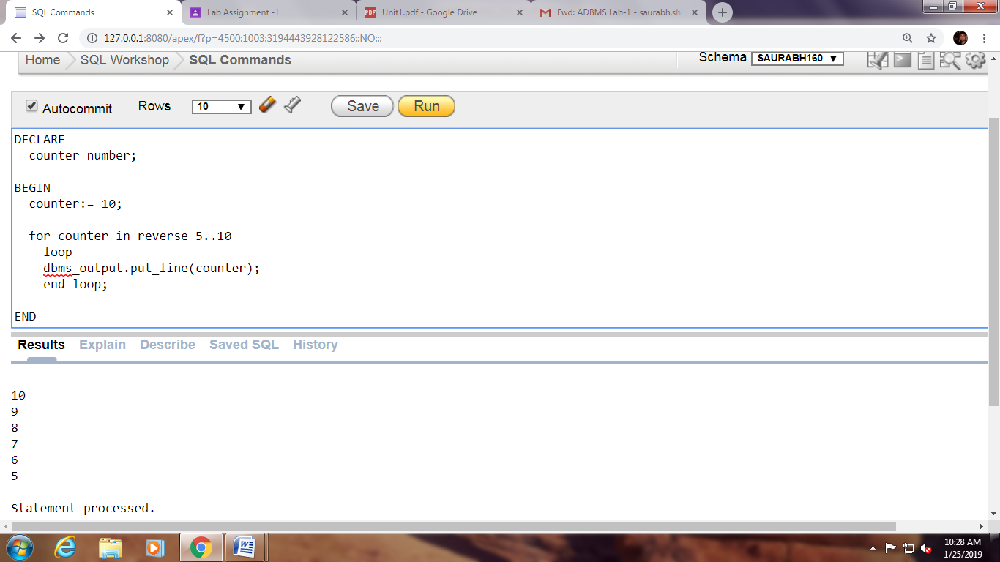 SQL Commands
Lab Assignment -1
Unit1.pdf - Google Drive
Fwd: ADBMS Lab-1 - saurabh.shi
127.0.0.1:8080/apex/f?p=4500:1003:3194443928122586::NO:::
Home SQL Workshop SQL Commands Schema SAURABH160
Autocommit Rows 10 Save Run
DECLARE
  counter number;
BEGIN
  counter:= 10;
  for counter in reverse 5..10
    loop
    dbms_output.put_line(counter);
    end loop;
END
Results Explain Describe Saved SQL History
10
9
8
7
6
5
Statement processed.
10:28 AM
1/25/2019